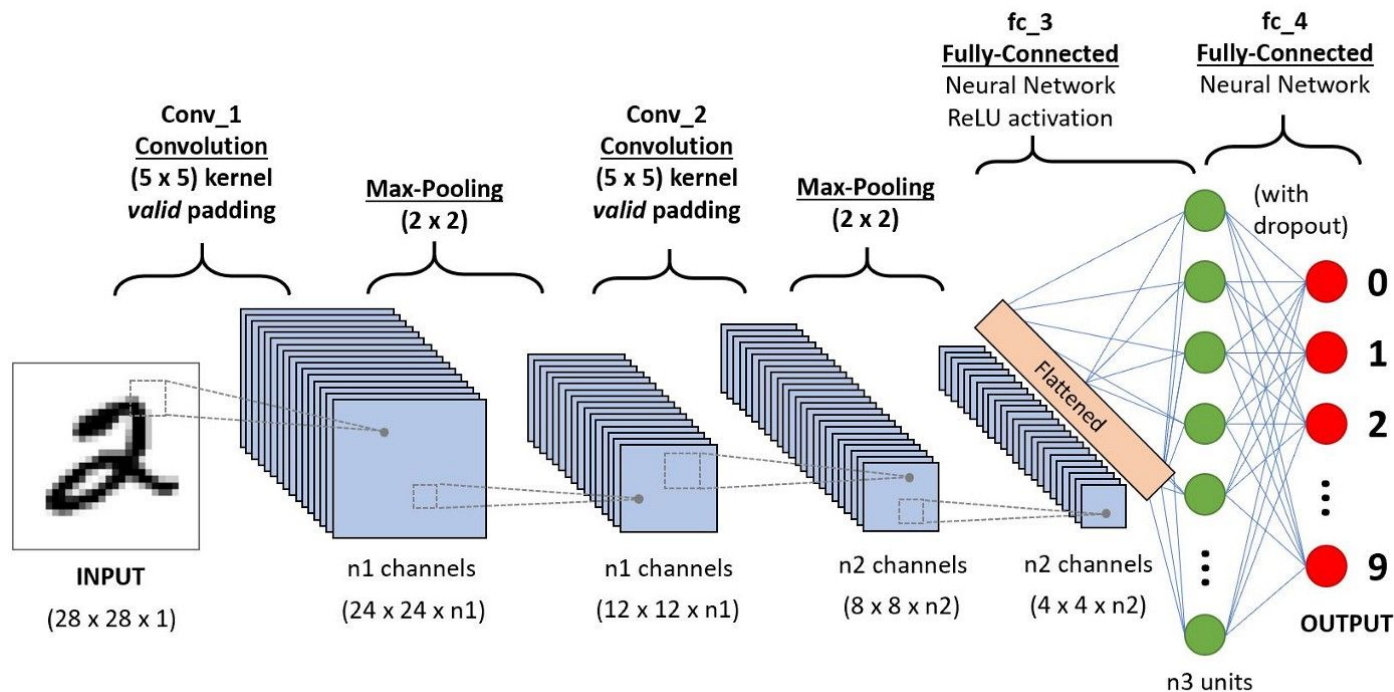 Conv_1
Convolution
(5 x 5) kernel
valid padding
Max-Pooling
(2 x 2)
Conv_2
Convolution
(5 x 5) kernel
valid padding
Max-Pooling
(2 x 2)
fc_3
Fully-Connected
Neural Network
ReLU activation
fc_4
Fully-Connected
Neural Network
(with
dropout)
Flattened
0
1
2
9
OUTPUT
INPUT
(28 x 28 x 1)
n1 channels
(24 x 24 x n1)
n1 channels
(12 x 12 x n1)
n2 channels
(8 x 8 x n2)
n2 channels
(4 x 4 x n2)
n3 units